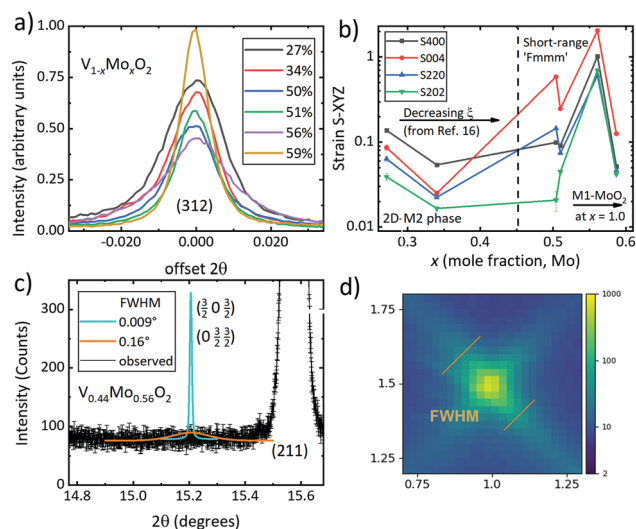 a)
V1-xMoxO2
27%
34%
50%
51%
56%
59%
(312)
1.00
0.75
0.50
0.25
0.00
Intensity (arbitrary units)
-0.020
0.000
0.020
offset 2θ
b)
S400
S004
S220
S202
Short-range
'Fmmm'
Decreasing ξ
(from Ref. 16)
2D-M2 phase
M1-MoO2
at x = 1.0
1
0.1
0.01
Strain S-XYZ
0.3
0.4
0.5
0.6
x (mole fraction, Mo)
c)
FWHM
0.009°
0.16°
observed
(3/2 0 3/2)
(0 3/2 3/2)
V0.44Mo0.56O2
(211)
300
200
100
0
Intensity (Counts)
14.8
15.0
15.2
15.4
15.6
2θ (degrees)
d)
1.75
1.5
1.25
0.75
1.0
1.25
FWHM
1000
100
10
2